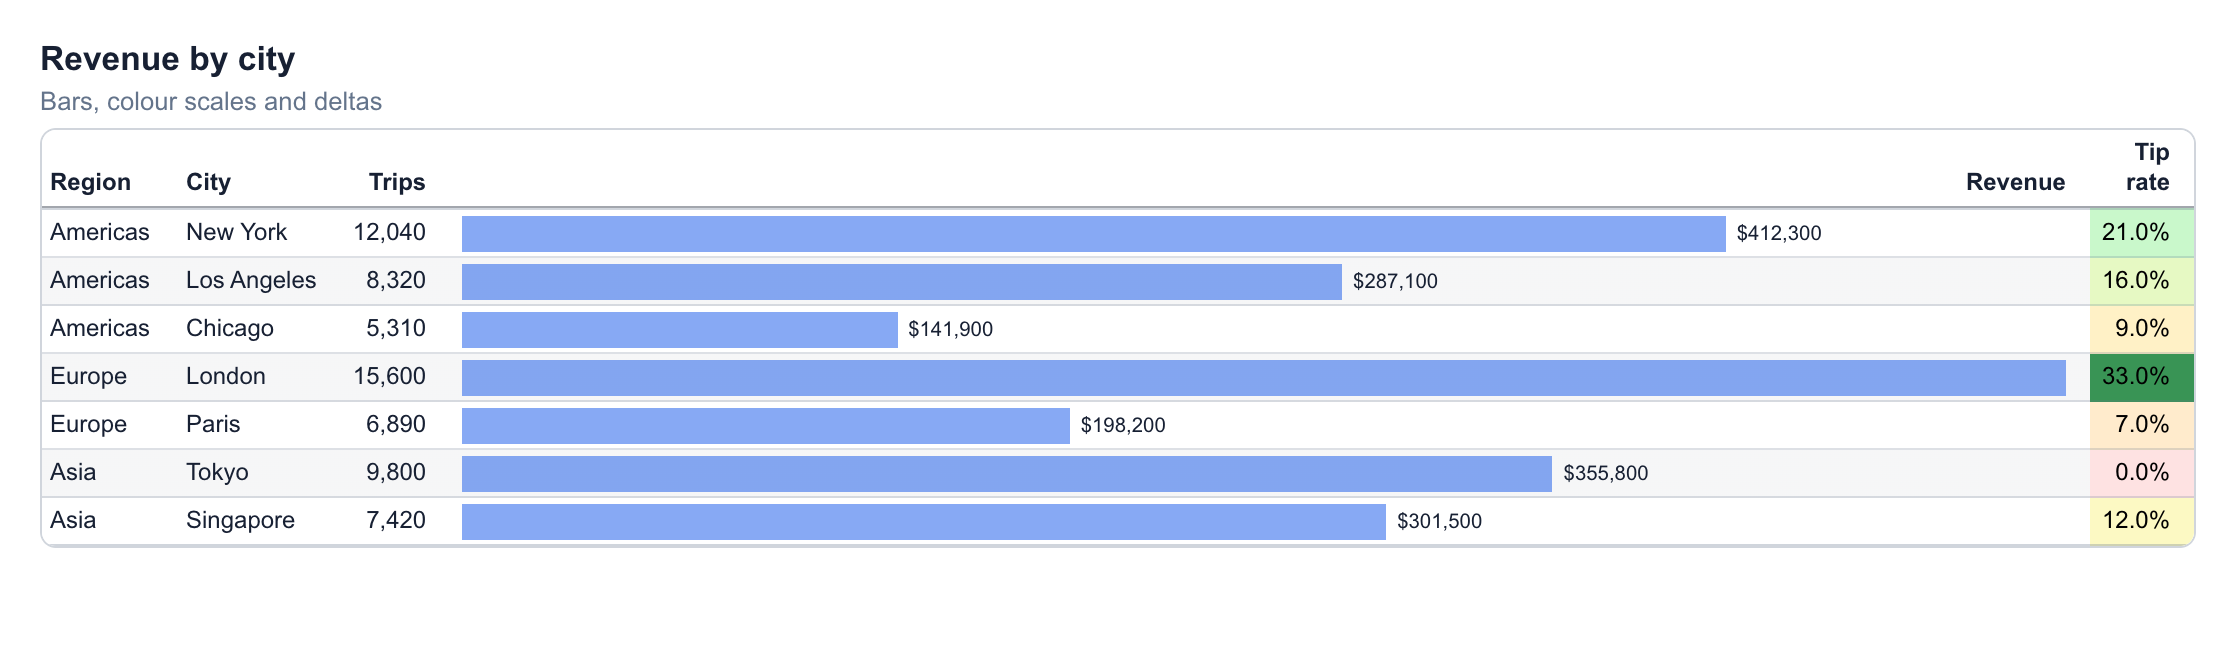 Revenue by city
Bars, colour scales and deltas
Region City Trips Revenue Tip rate
Americas New York 12,040 $412,300 21.0%
Americas Los Angeles 8,320 $287,100 16.0%
Americas Chicago 5,310 $141,900 9.0%
Europe London 15,600 33.0%
Europe Paris 6,890 $198,200 7.0%
Asia Tokyo 9,800 $355,800 0.0%
Asia Singapore 7,420 $301,500 12.0%